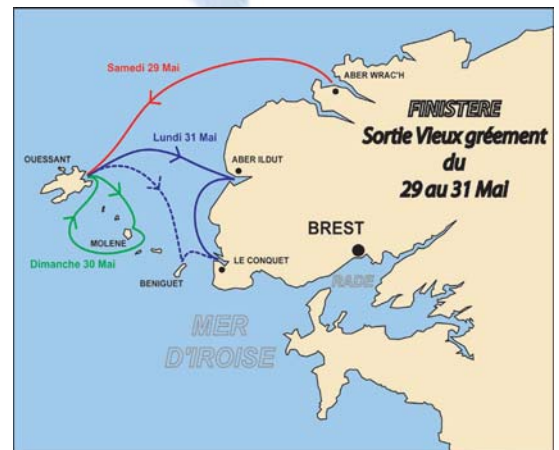 Samedi 29 Mai
ABER WRAC'H
FINISTERE
Sortie Vieux gréement
du
29 au 31 Mai
Lundi 31 Mai
OUESSANT
ABER ILDUT
BREST
MOLENE
Dimanche 30 Mai
LE CONQUET
BENIGUET
RADE
MER
D'IROISE